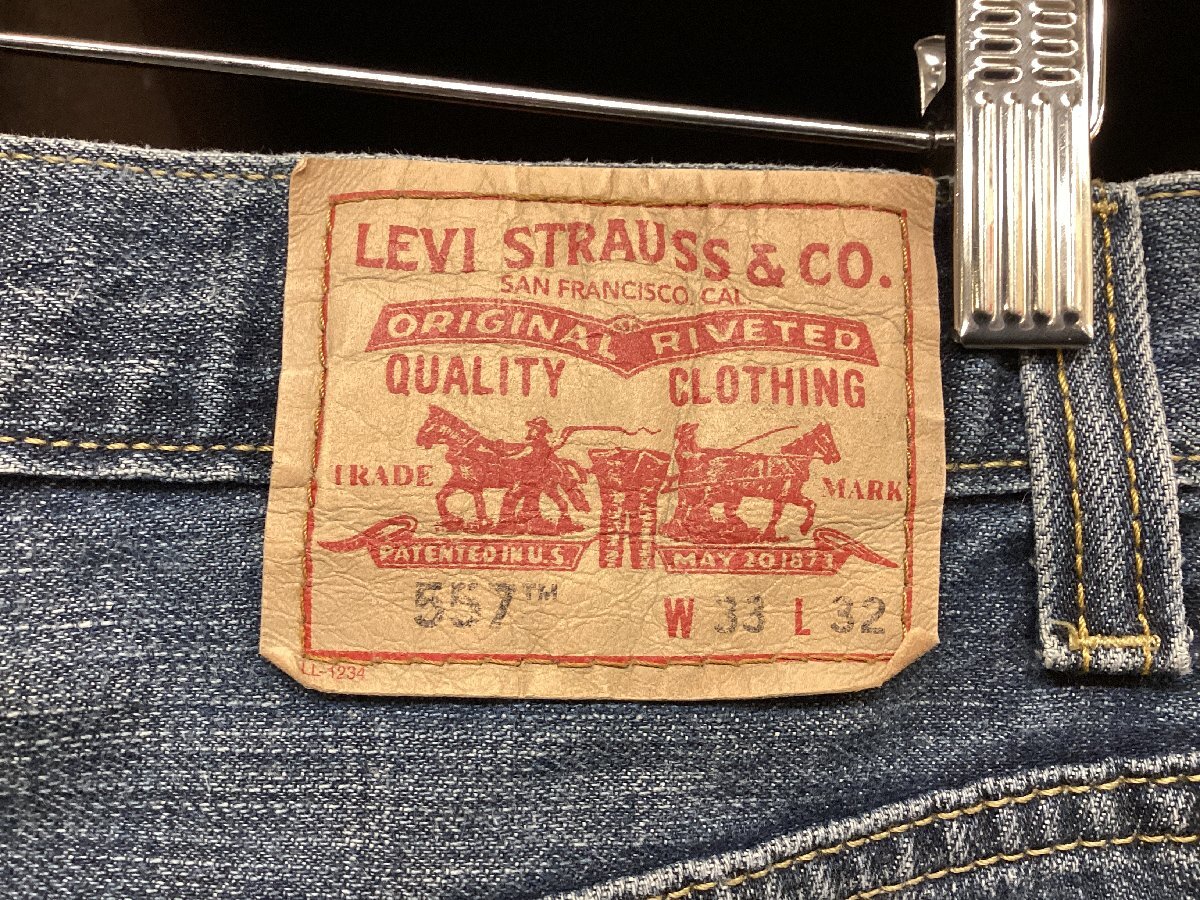 LEVI STRAUSS & CO.
SAN FRANCISCO, CAL.
ORIGINAL RIVETED
QUALITY CLOTHING
TRADE MARK
PATENTED IN U.S. MAY 20 1873
557™ W 33 L 32
LL-1234